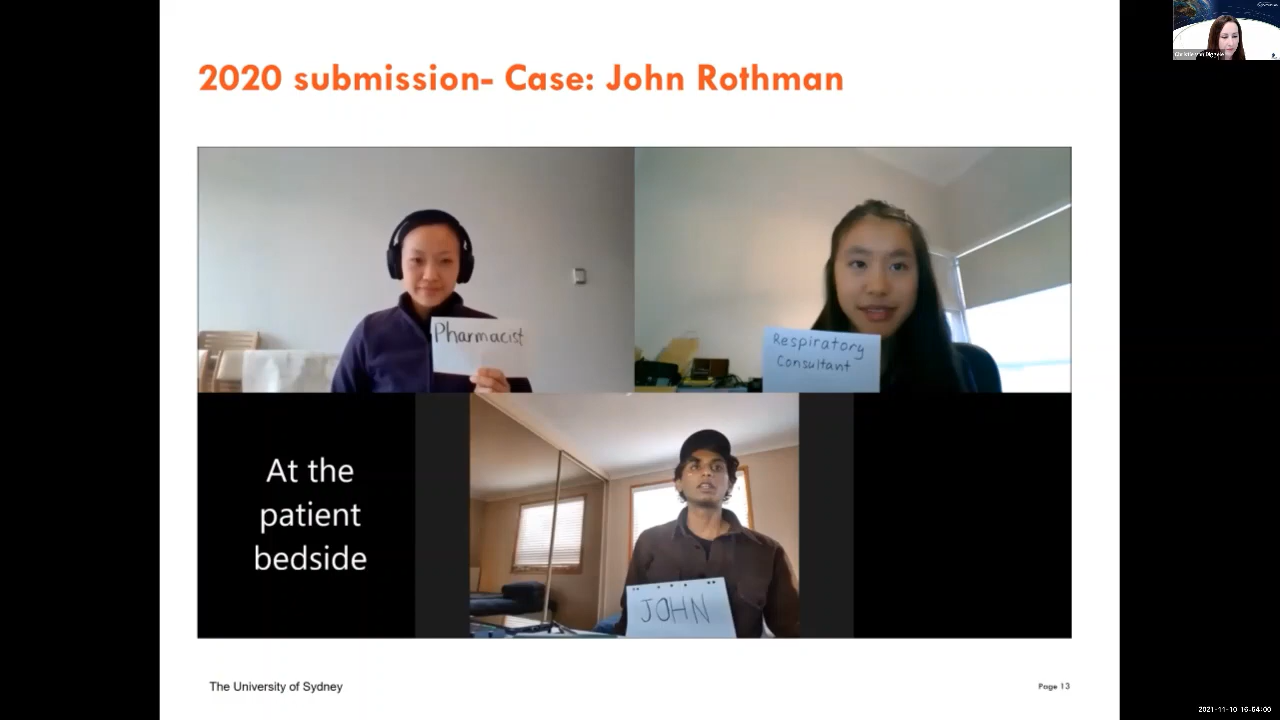 2020 submission- Case: John Rothman
Pharmacist
Respiratory
Consultant
At the
patient
bedside
JOHN
The University of Sydney
Page 13
2021-11-10 16:54:00